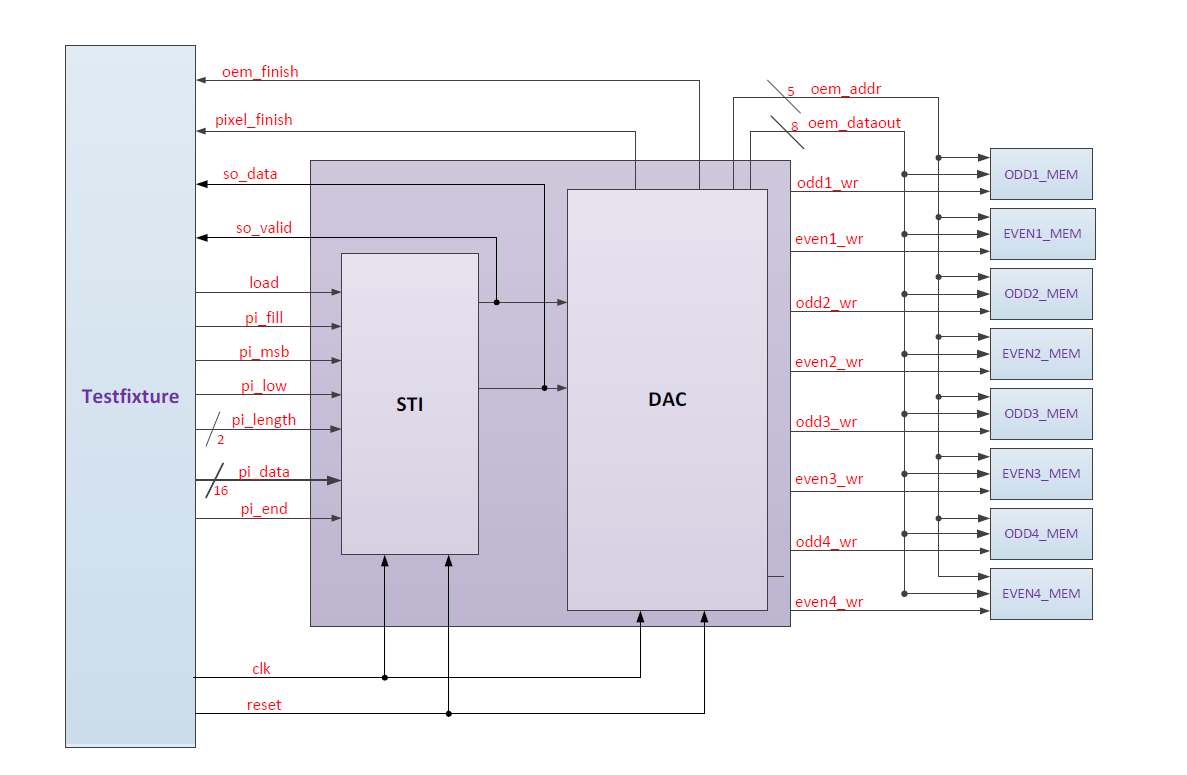 oem_finish
5
oem_addr
pixel_finish
8
oem_dataout
so_data
odd1_wr
ODD1_MEM
so_valid
even1_wr
EVEN1_MEM
load
odd2_wr
ODD2_MEM
pi_fill
pi_msb
even2_wr
EVEN2_MEM
pi_low
Testfixture
STI
DAC
pi_length
2
odd3_wr
ODD3_MEM
pi_data
16
even3_wr
EVEN3_MEM
pi_end
odd4_wr
ODD4_MEM
even4_wr
EVEN4_MEM
clk
reset